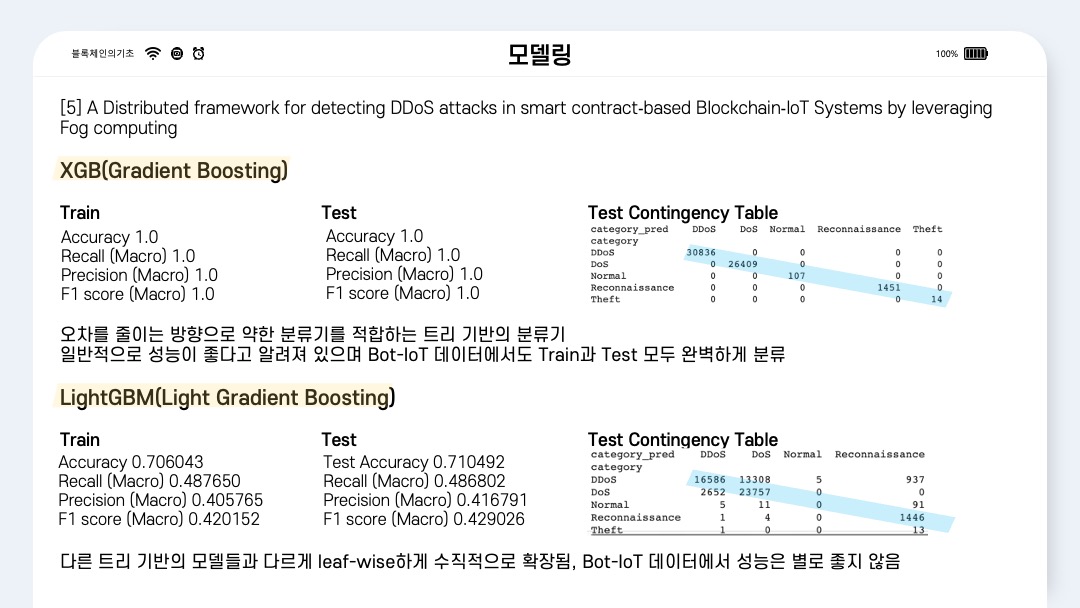 블록체인의기초
모델링
100%
[5] A Distributed framework for detecting DDoS attacks in smart contract-based Blockchain-IoT Systems by leveraging
Fog computing
XGB(Gradient Boosting)
Train
Accuracy 1.0
Recall (Macro) 1.0
Precision (Macro) 1.0
F1 score (Macro) 1.0
Test
Accuracy 1.0
Recall (Macro) 1.0
Precision (Macro) 1.0
F1 score (Macro) 1.0
Test Contingency Table
category_pred DDoS DoS Normal Reconnaissance Theft
category
DDoS 30836 0 0 0 0
DoS 0 26409 0 0 0
Normal 0 0 107 0 0
Reconnaissance 0 0 0 1451 0
Theft 0 0 0 0 14
오차를 줄이는 방향으로 약한 분류기를 적합하는 트리 기반의 분류기
일반적으로 성능이 좋다고 알려져 있으며 Bot-IoT 데이터에서도 Train과 Test 모두 완벽하게 분류
LightGBM(Light Gradient Boosting)
Train
Accuracy 0.706043
Recall (Macro) 0.487650
Precision (Macro) 0.405765
F1 score (Macro) 0.420152
Test
Test Accuracy 0.710492
Recall (Macro) 0.486802
Precision (Macro) 0.416791
F1 score (Macro) 0.429026
Test Contingency Table
category_pred DDoS DoS Normal Reconnaissance
category
DDoS 16586 13308 5 937
DoS 2652 23757 0 0
Normal 5 11 0 91
Reconnaissance 1 4 0 1446
Theft 1 0 0 13
다른 트리 기반의 모델들과 다르게 leaf-wise하게 수직적으로 확장됨, Bot-IoT 데이터에서 성능은 별로 좋지 않음